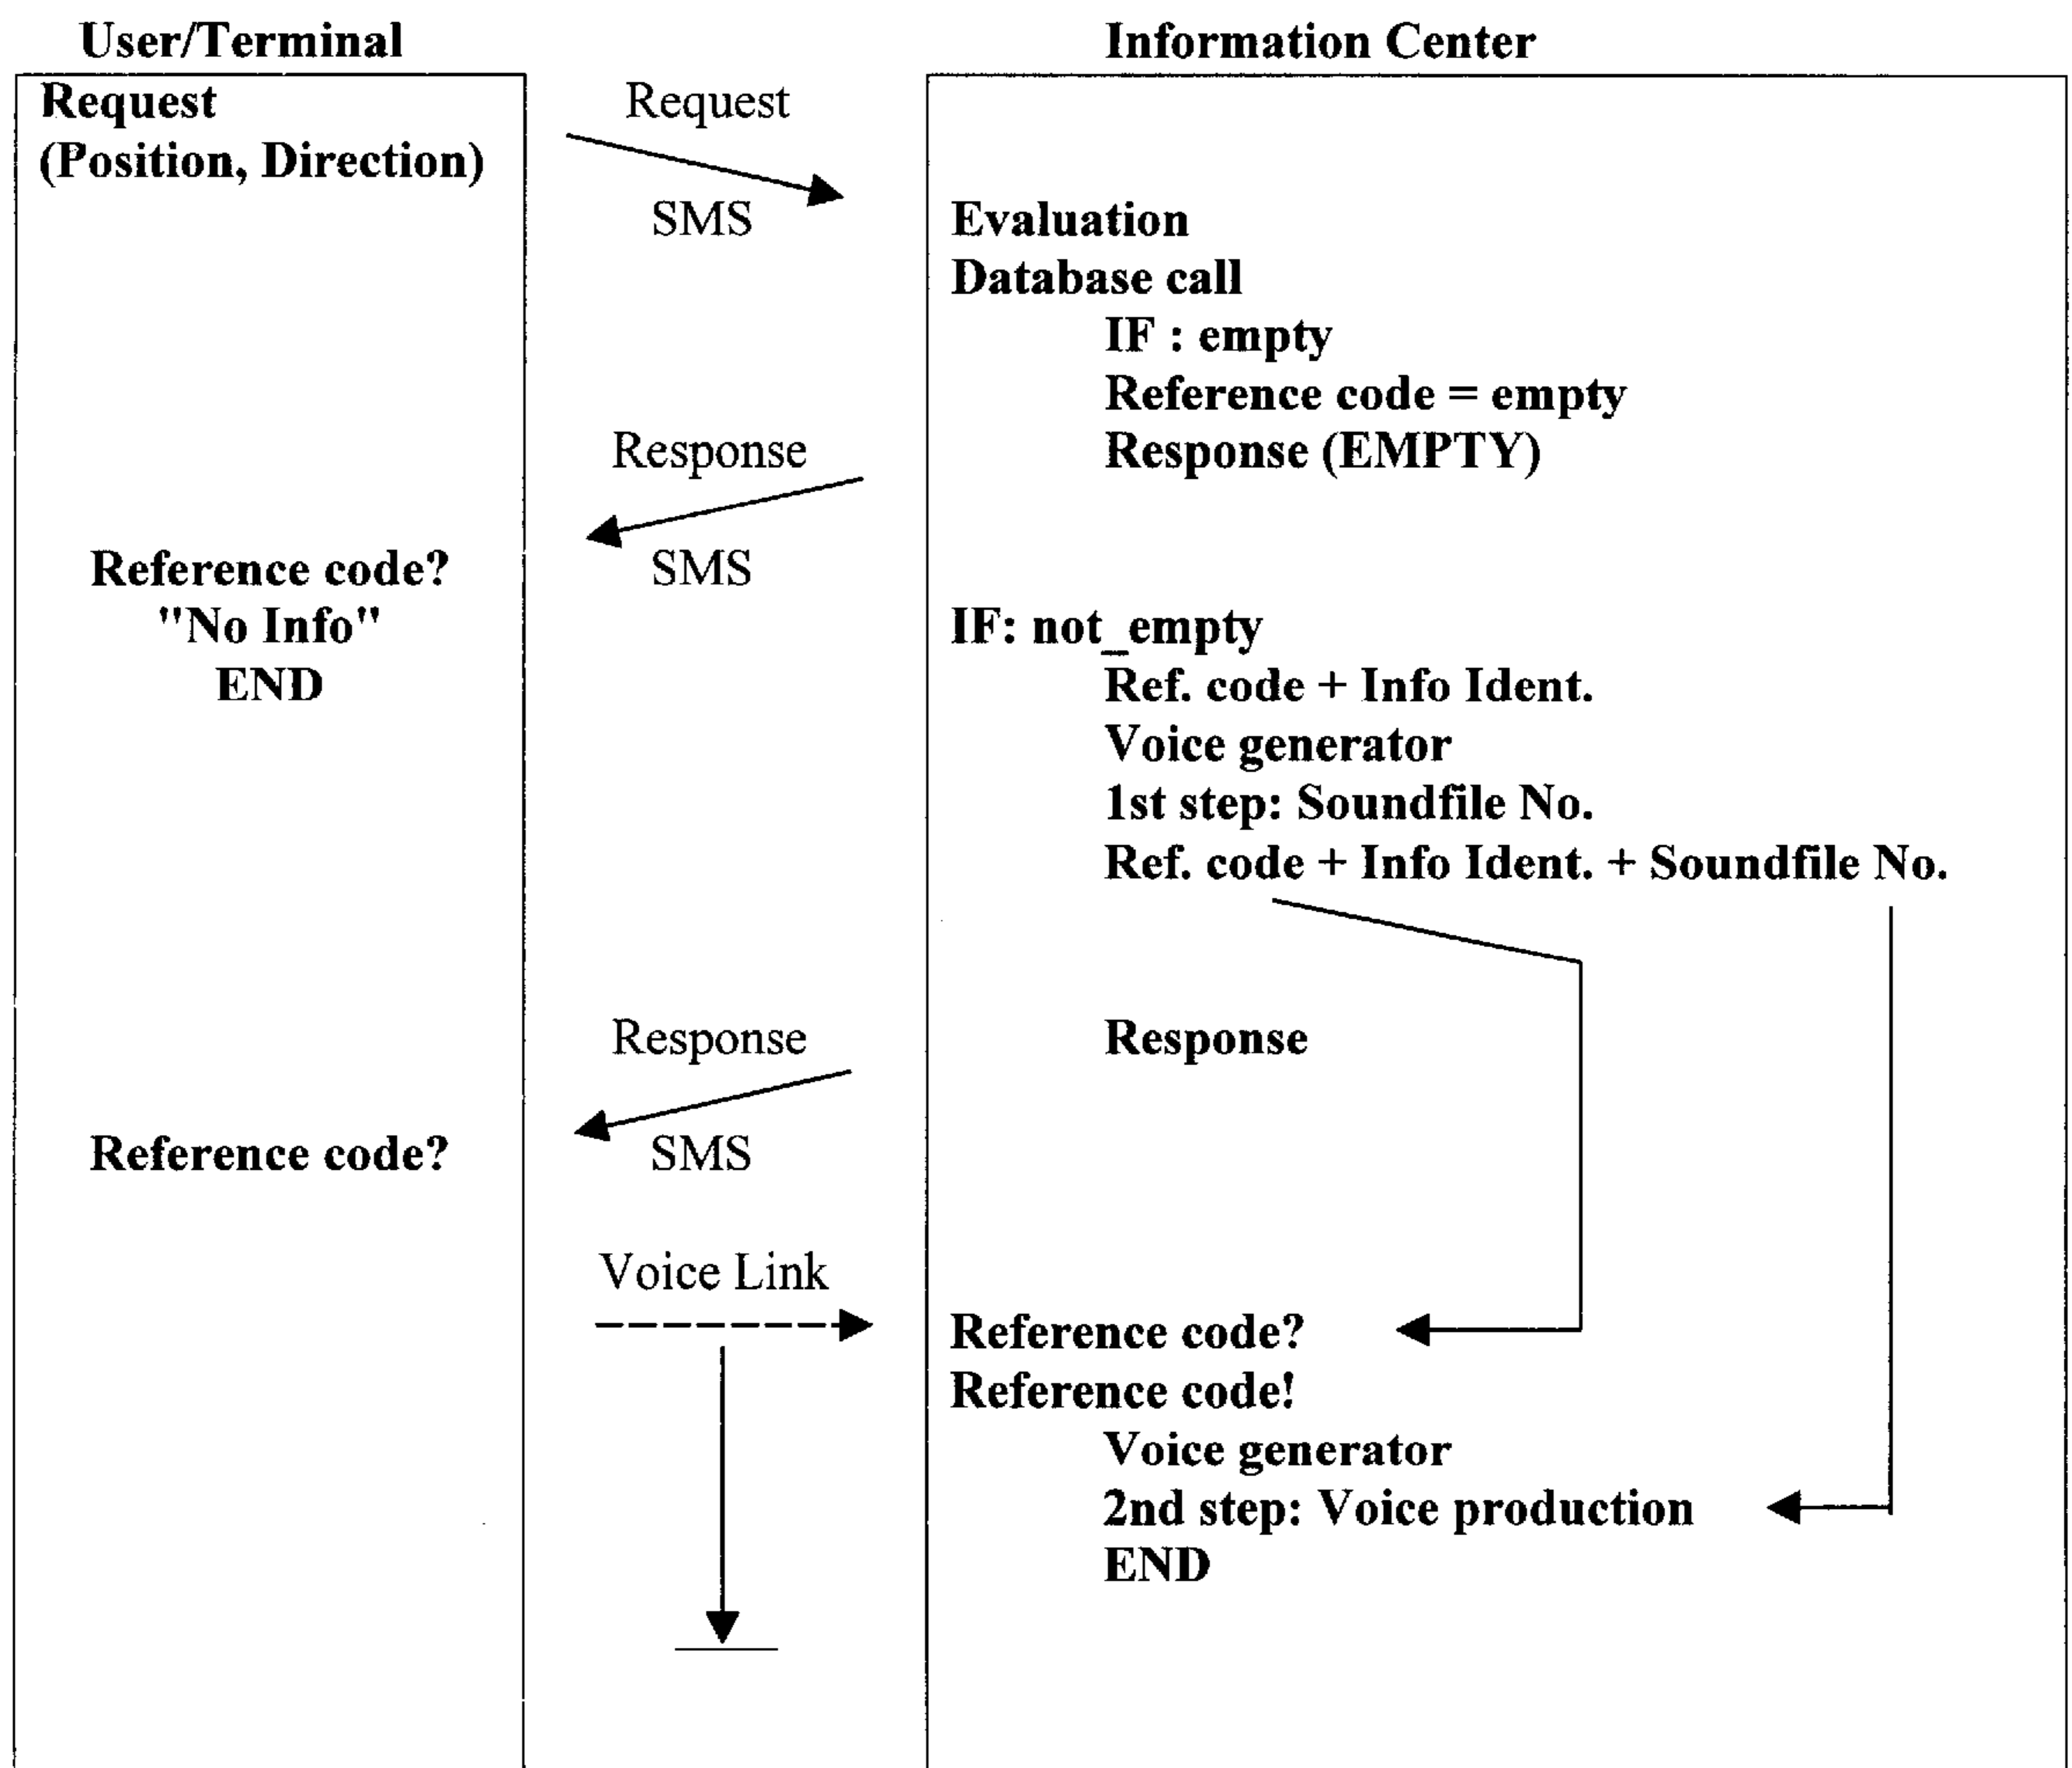 User/Terminal
Information Center
Request
(Position, Direction)
Request
SMS
Evaluation
Database call
IF : empty
Reference code = empty
Response (EMPTY)
Response
SMS
Reference code?
"No Info"
END
IF: not_empty
Ref. code + Info Ident.
Voice generator
1st step: Soundfile No.
Ref. code + Info Ident. + Soundfile No.
Response
Response
SMS
Reference code?
Voice Link
Reference code?
Reference code!
Voice generator
2nd step: Voice production
END